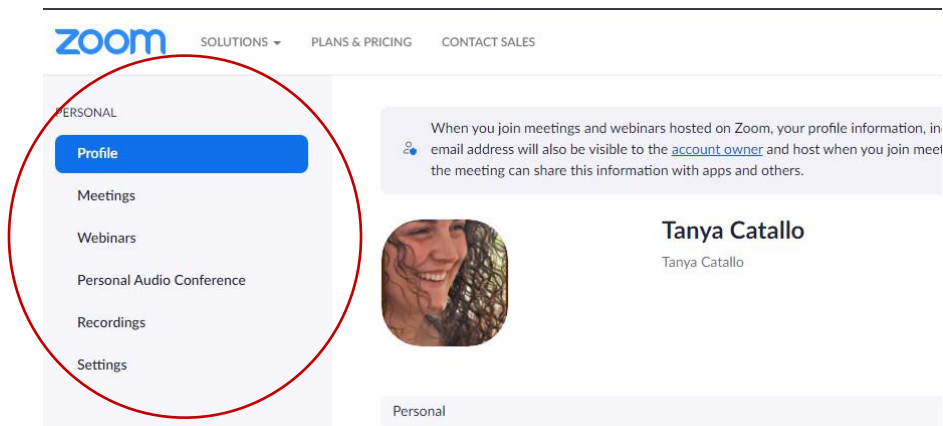 zoom SOLUTIONS PLANS & PRICING CONTACT SALES
PERSONAL
Profile
Meetings
Webinars
Personal Audio Conference
Recordings
Settings
When you join meetings and webinars hosted on Zoom, your profile information,
email address will also be visible to the account owner and host when you join
the meeting can share this information with apps and others.
Tanya Catallo
Tanya Catallo
Personal